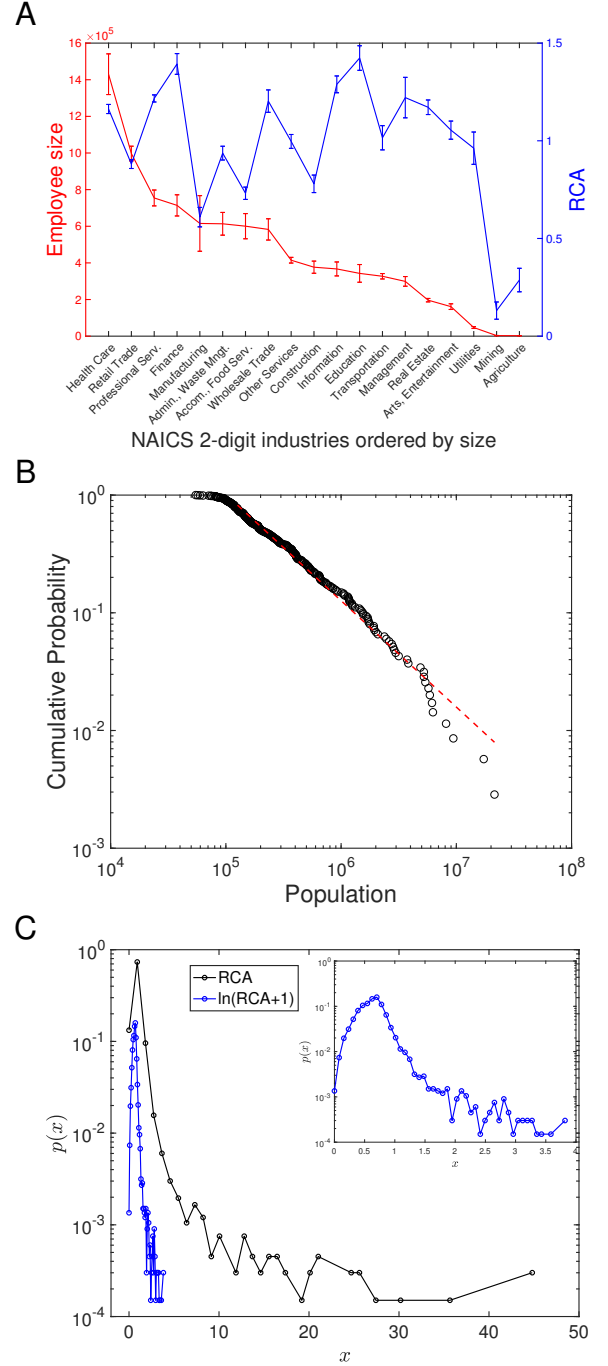 A
×10^5
16
14
12
10
8
6
4
2
0
Employee size
1.5
1
0.5
0
RCA
Health Care
Retail Trade
Professional Serv.
Finance
Manufacturing
Admin., Waste Mngt.
Accom., Food Serv.
Wholesale Trade
Other Services
Construction
Information
Education
Transportation
Management
Real Estate
Arts, Entertainment
Utilities
Mining
Agriculture
NAICS 2-digit industries ordered by size
B
10^0
10^-1
10^-2
10^-3
Cumulative Probability
10^4 10^5 10^6 10^7 10^8
Population
C
10^0
10^-1
10^-2
10^-3
10^-4
p(x)
RCA
ln(RCA+1)
10^0
10^-1
10^-2
10^-3
10^-4
p(x)
0 0.5 1 1.5 2 2.5 3 3.5 4
x
0 10 20 30 40 50
x